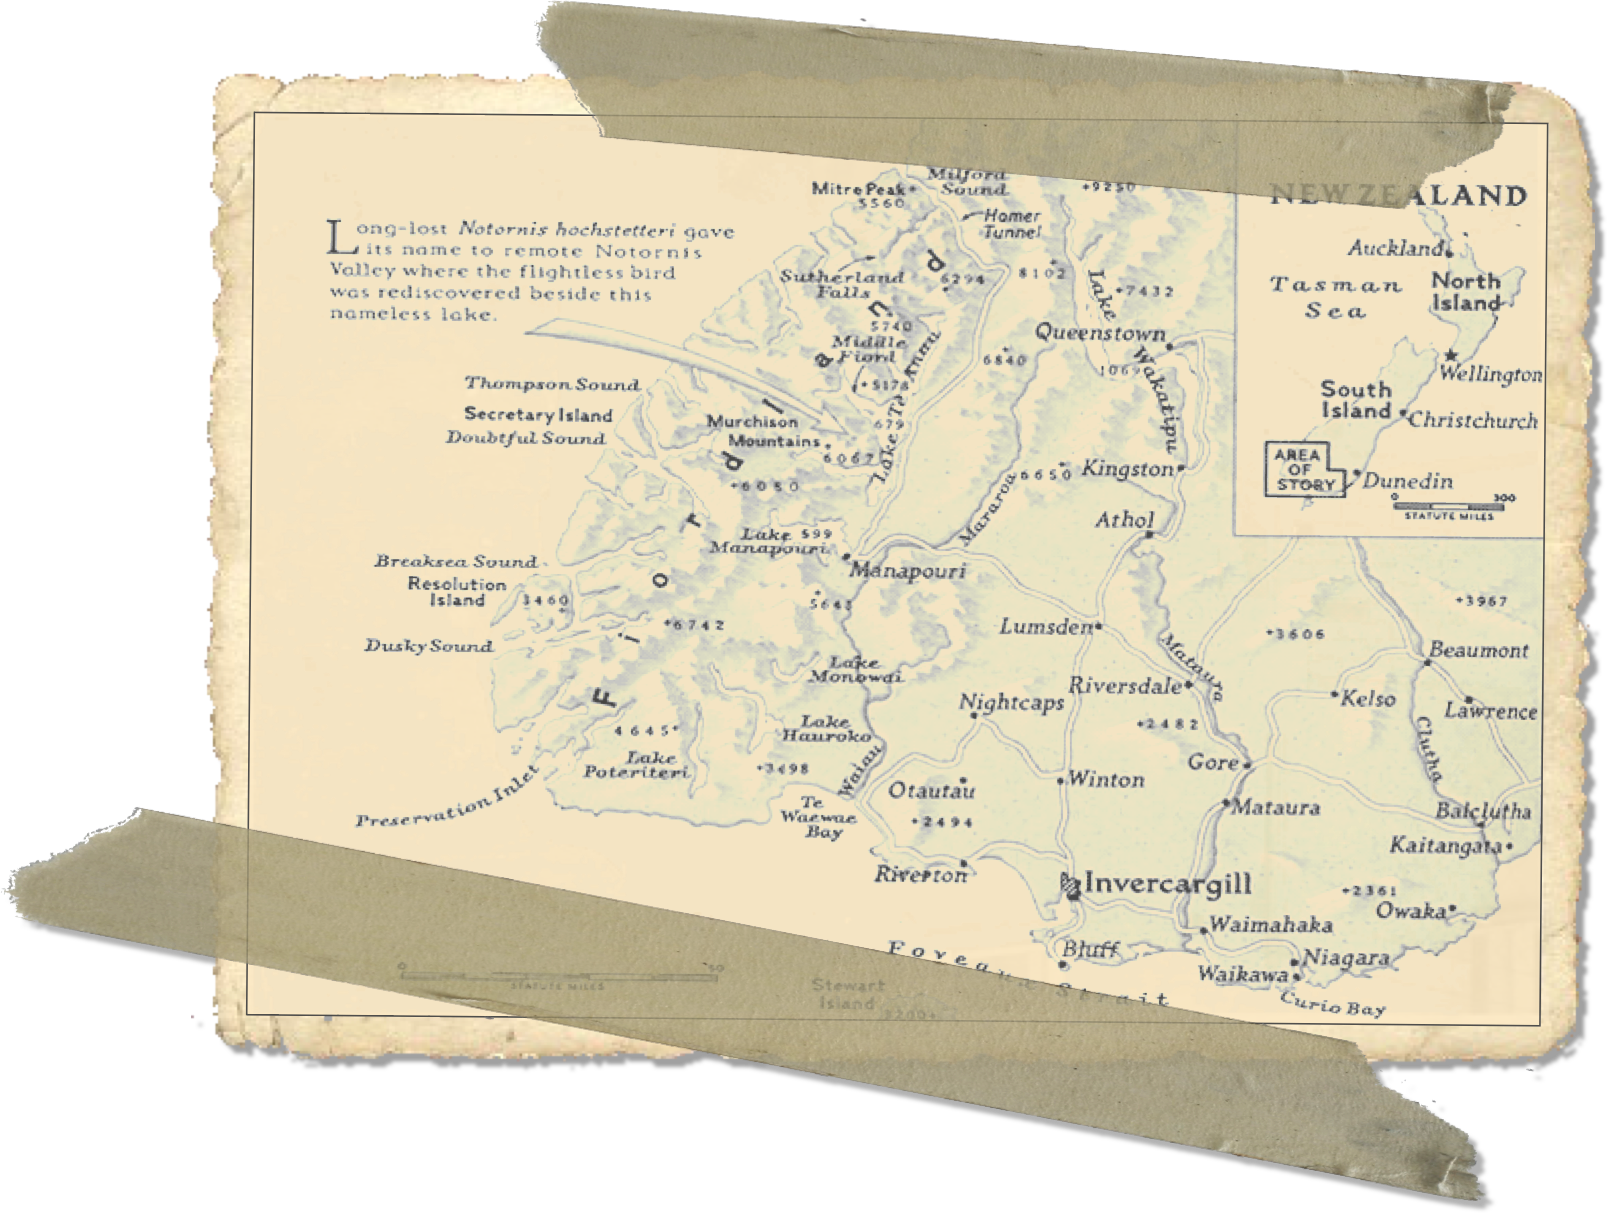 Long-lost Notornis hochstetteri gave
its name to remote Notornis
Valley where the flightless bird
was rediscovered beside this
nameless lake.
Milford
Sound
Mitre Peak
5560
Homer
Tunnel
+9250
Sutherland
Falls
6294
8102
+7432
Lake Wakatipu
5740
Middle
Fiord
+5178
6840
Queenstown
Lake Te Anau
679
Thompson Sound
Secretary Island
Doubtful Sound
Murchison
Mountains
6067
+6050
6650
Kingston
Mararoa
Athol
Lake 599
Manapouri
Manapouri
Breaksea Sound
Resolution
Island
3460
Dusky Sound
+6742
Fiordland
Lumsden
Mataura
Lake
Monowai
Riversdale
Nightcaps
+2482
Lake
Hauroko
4645+
Lake
Poteriteri
+3498
Waiau
Preservation Inlet
Te
Waewae
Bay
Otautau
+2494
Winton
Gore
Mataura
Riverton
Invercargill
Bluff
Waimahaka
Niagara
Waikawa
Curio Bay
Strait
Stewart
Island
STATUTE MILES
50
+3606
+3967
Beaumont
Kelso
Lawrence
Clutha
Balclutha
Kaitangata
+2361
Owaka
NEW ZEALAND
Auckland
Tasman
Sea
North
Island
Wellington
South
Island
Christchurch
AREA
OF
STORY
Dunedin
0 300
STATUTE MILES